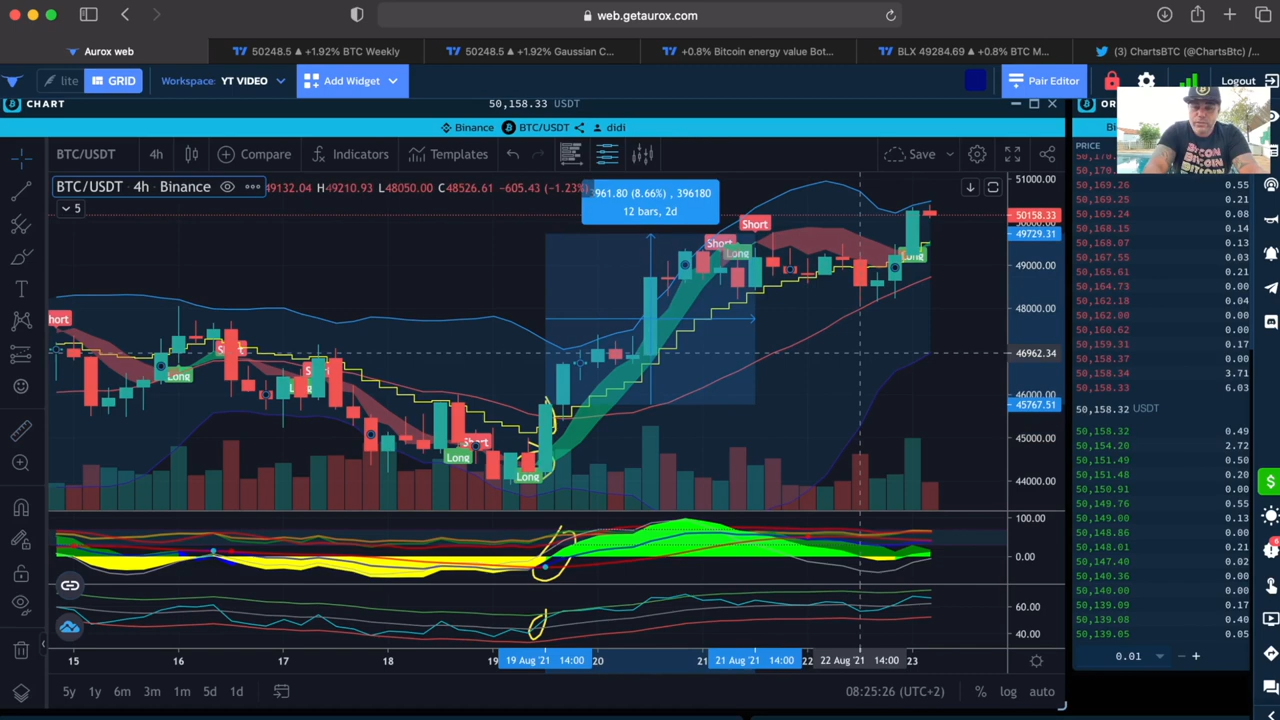 web.getaurox.com
Aurox web
50248.5 ▲ +1.92% BTC Weekly
50248.5 ▲ +1.92% Gaussian C...
+0.8% Bitcoin energy value Bot...
BLX 49284.69 ▲ +0.8% BTC M...
(3) ChartsBtc (@ChartsBtc) /...
lite
GRID
Workspace: YT VIDEO
Add Widget
Pair Editor
Logout
CHART
50,158.33 USDT
Binance
BTC/USDT
didi
BTC/USDT
4h
Compare
Indicators
Templates
Save
BTC/USDT · 4h · Binance
49132.04 H49210.93 L48050.00 C48526.61 −605.43 (−1.23%)
5
961.80 (8.66%) , 396180
12 bars, 2d
Short
Short
Long
Long
Long
Long
Short
Long
51000.00
50158.33
49729.31
49000.00
48000.00
46962.34
46000.00
45767.51
45000.00
44000.00
100.00
0.00
60.00
40.00
15
16
17
18
19 Aug '21 14:00
20
21 Aug '21 14:00
22 Aug '21 14:00
23
5y
1y
6m
3m
1m
5d
1d
08:25:26 (UTC+2)
%
log
auto
PRICE
50,169.26 0.55
50,169.25 0.21
50,169.24 0.08
50,168.15 0.14
50,168.07 0.13
50,167.55 0.03
50,165.61 0.21
50,164.73 0.00
50,162.18 0.04
50,162.00 0.00
50,160.62 0.00
50,159.31 0.17
50,158.37 0.00
50,158.34 3.71
50,158.33 6.03
50,158.32 USDT
50,158.32 0.49
50,154.20 2.72
50,151.49 0.50
50,151.48 0.20
50,150.91 0.00
50,149.76 0.55
50,149.00 0.13
50,148.86 0.00
50,148.01 0.21
50,147.40 0.02
50,140.36 0.00
50,140.00 0.00
50,139.09 0.17
50,138.08 0.40
50,139.05 0.05
0.01
− +